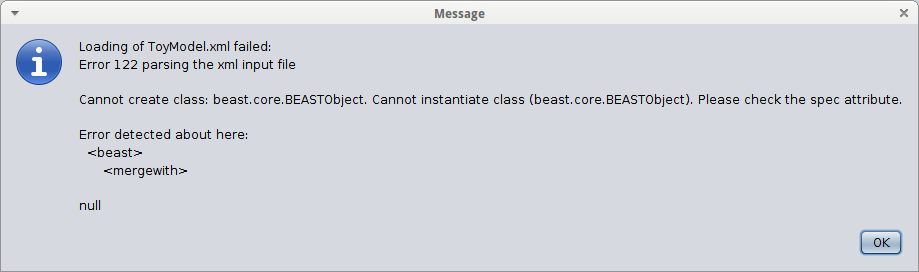 Message
Loading of ToyModel.xml failed:
Error 122 parsing the xml input file
Cannot create class: beast.core.BEASTObject. Cannot instantiate class (beast.core.BEASTObject). Please check the spec attribute.
Error detected about here:
<beast>
<mergewith>
null
OK